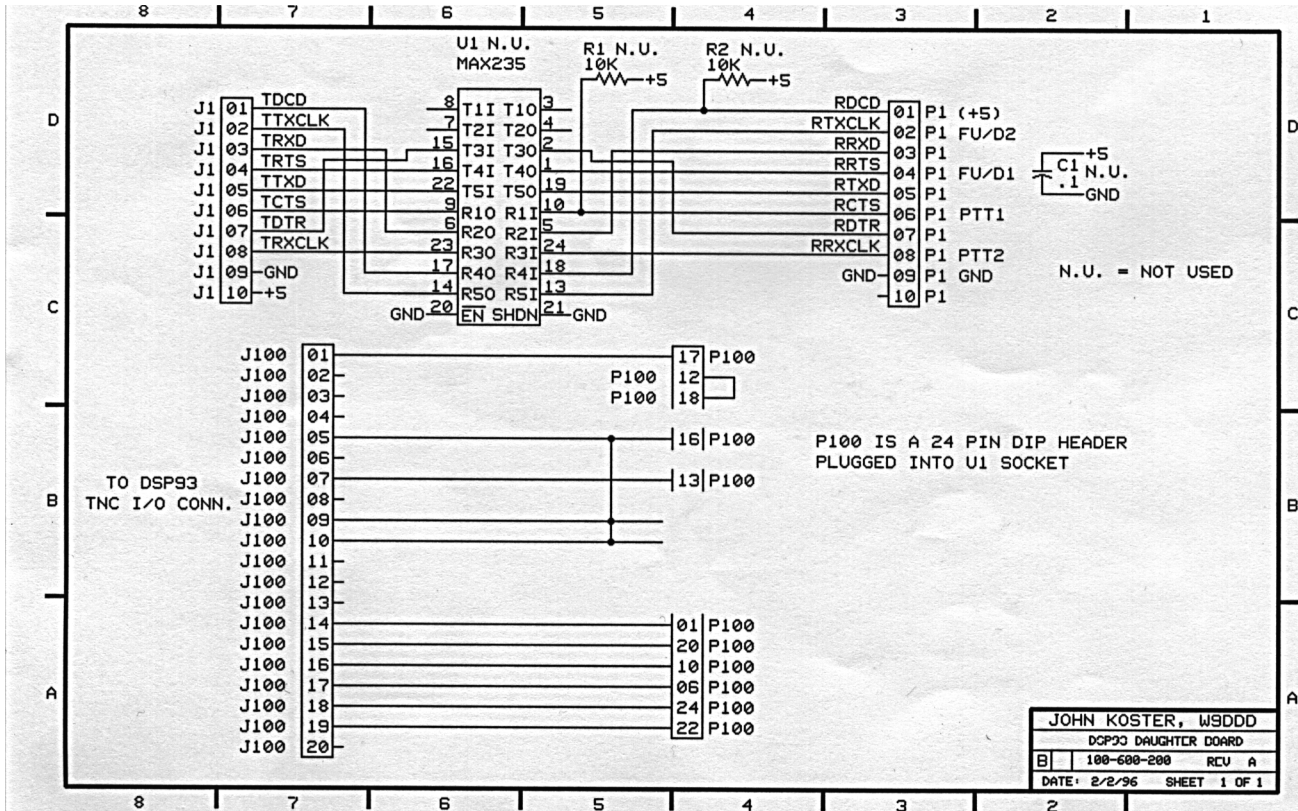 8 7 6 5 4 3 2 1
D
C
B
A
U1 N.U.
MAX235
R1 N.U.
10K
+5
R2 N.U.
10K
+5
J1 01 TDCD
J1 02 TTXCLK
J1 03 TRXD
J1 04 TRTS
J1 05 TTXD
J1 06 TCTS
J1 07 TDTR
J1 08 TRXCLK
J1 09 GND
J1 10 +5
8 T1I T1O 3
7 T2I T2O 4
15 T3I T3O 2
16 T4I T4O 1
22 T5I T5O 19
9 R1O R1I 10
6 R2O R2I 5
23 R3O R3I 24
17 R4O R4I 18
14 R5O R5I 13
GND 20 EN SHDN 21 GND
RDCD 01 P1 (+5)
RTXCLK 02 P1 FU/D2
RRXD 03 P1
RRTS 04 P1 FU/D1
RTXD 05 P1
RCTS 06 P1 PTT1
RDTR 07 P1
RRXCLK 08 P1 PTT2
GND 09 P1 GND
10 P1
+5
C1 N.U.
.1
GND
N.U. = NOT USED
J100 01 17 P100
J100 02 P100 12
J100 03 P100 18
J100 04
J100 05 16 P100
J100 06
J100 07 13 P100
J100 08
J100 09
J100 10
J100 11
J100 12
J100 13
J100 14 01 P100
J100 15 20 P100
J100 16 10 P100
J100 17 06 P100
J100 18 24 P100
J100 19 22 P100
J100 20
TO DSP93
TNC I/O CONN.
P100 IS A 24 PIN DIP HEADER
PLUGGED INTO U1 SOCKET
JOHN KOSTER, W9DDD
DSP93 DAUGHTER BOARD
B 100-600-200 REV A
DATE: 2/2/96 SHEET 1 OF 1
D
C
B
A
8 7 6 5 4 3 2